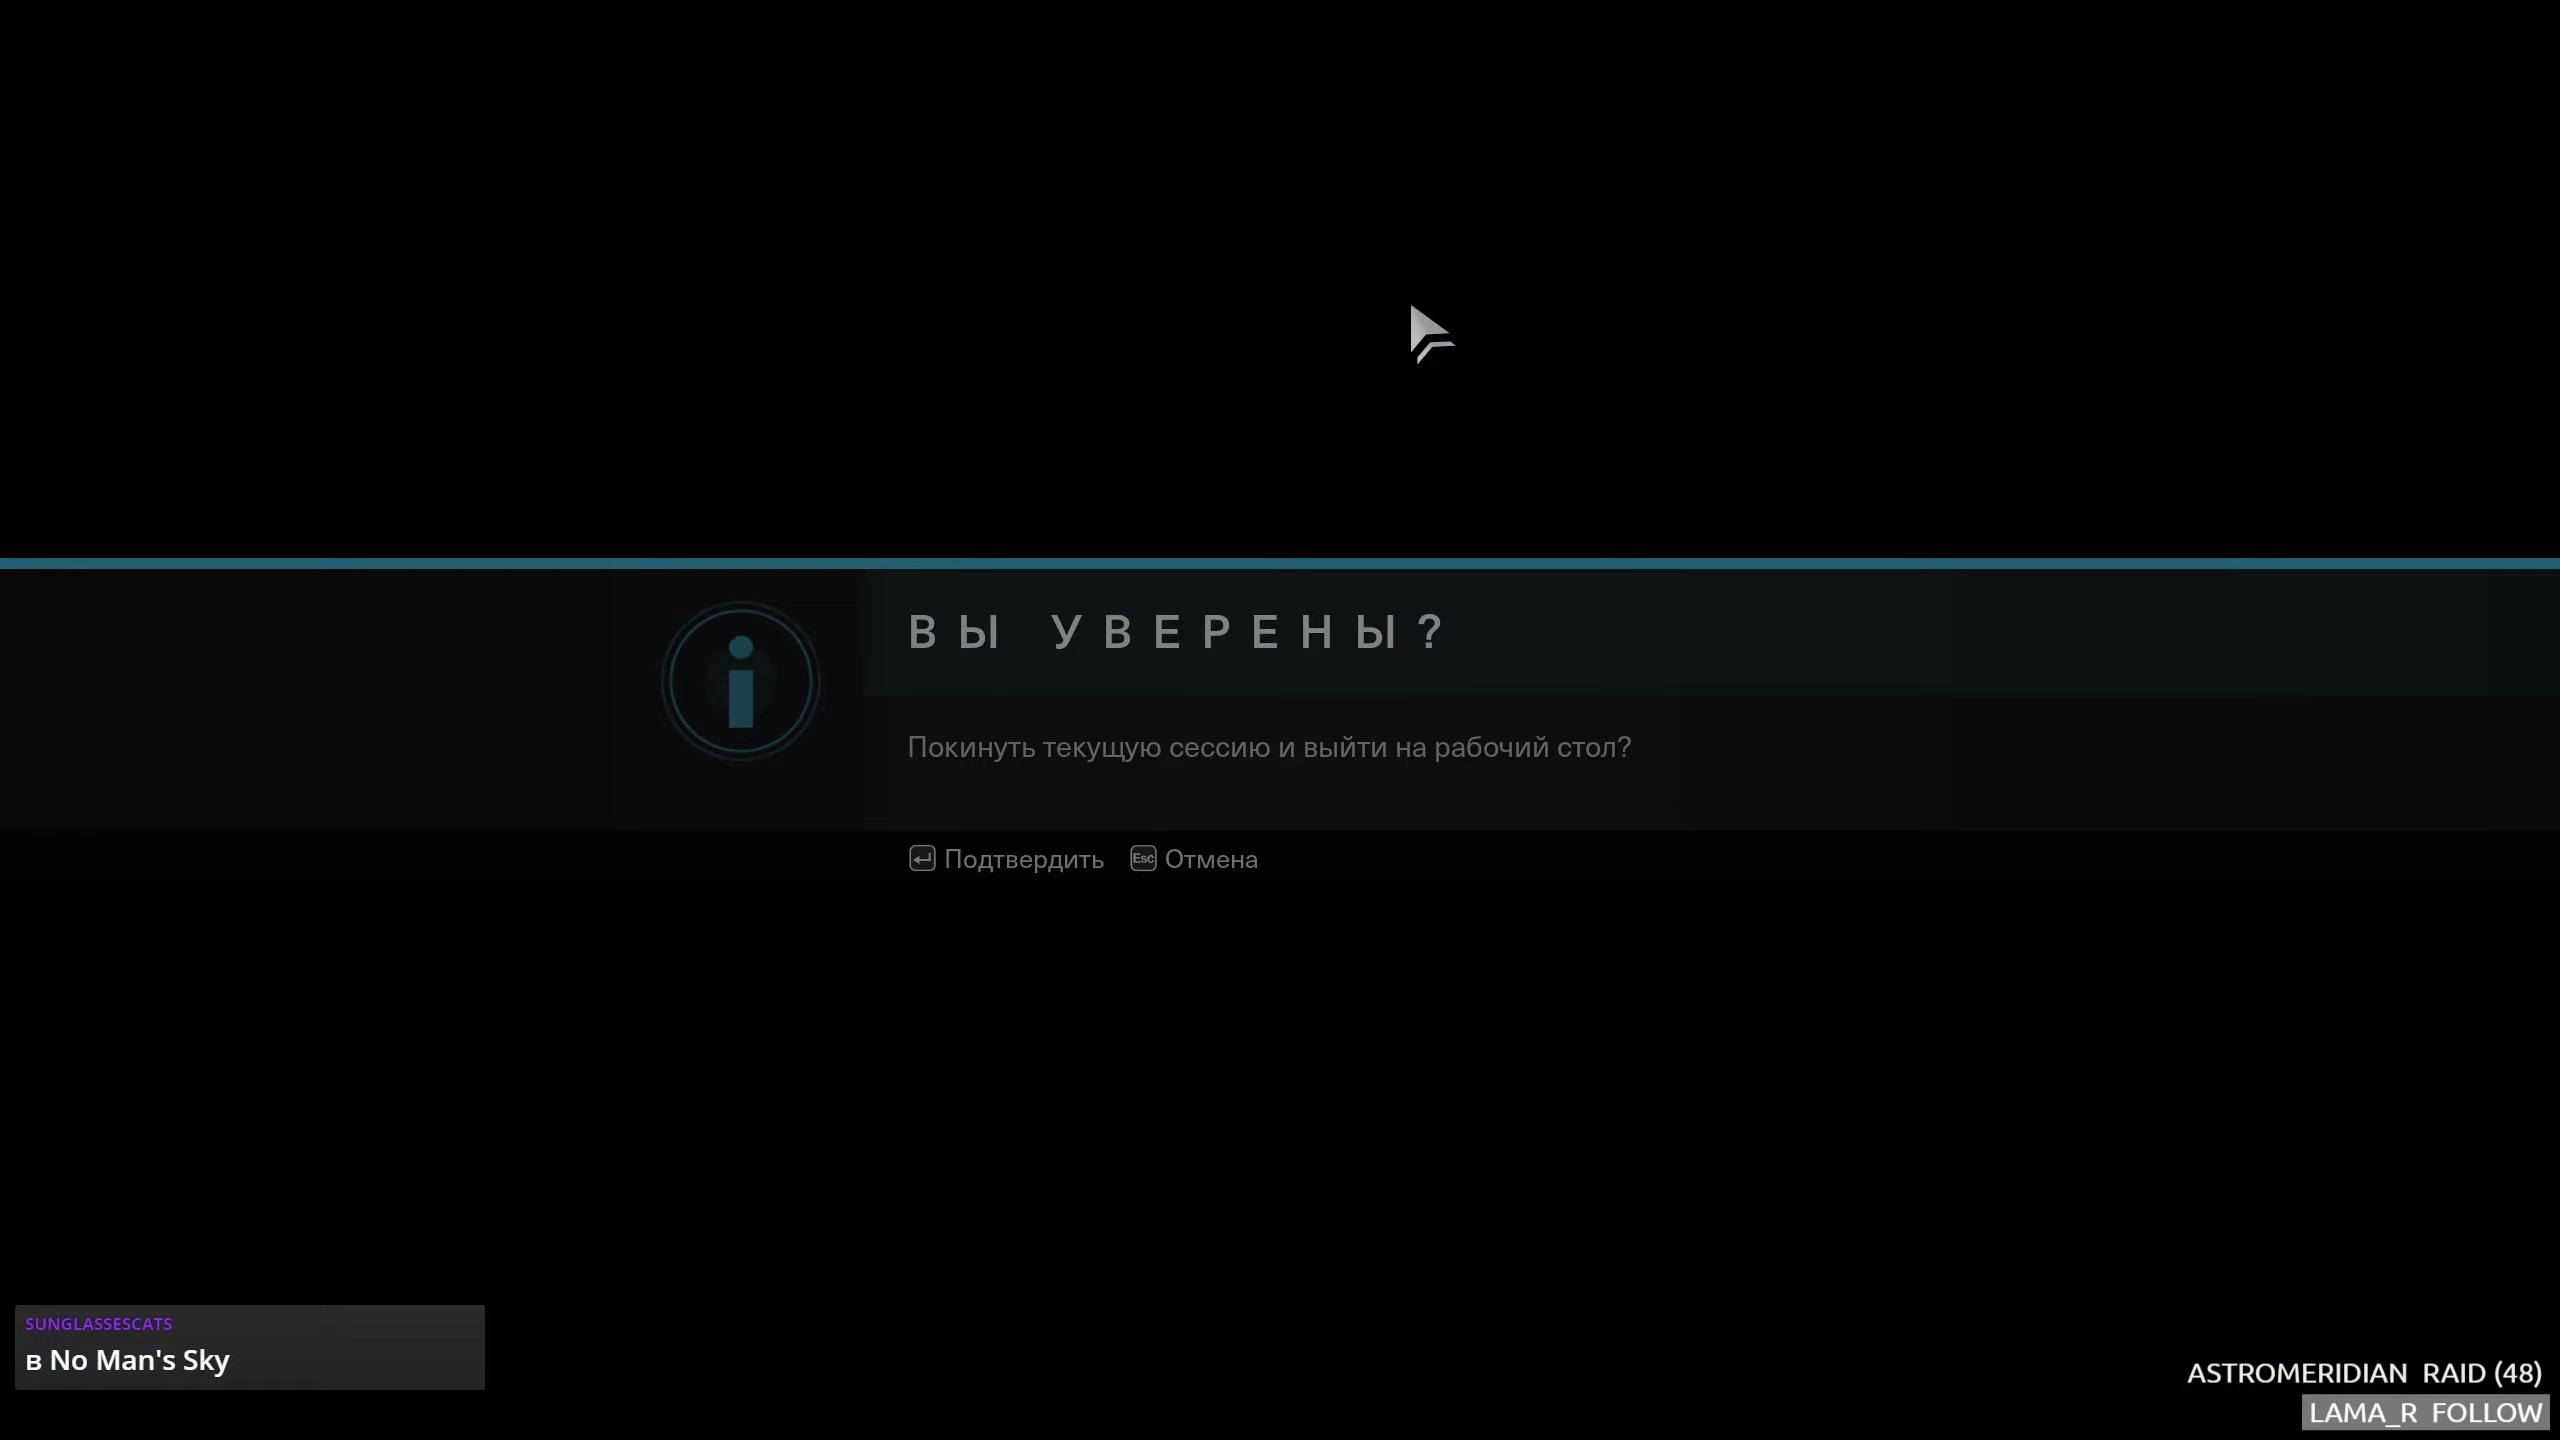 ВЫ УВЕРЕНЫ?
Покинуть текущую сессию и выйти на рабочий стол?
Подтвердить Esc Отмена
SUNGLASSESCATS
в No Man's Sky
ASTROMERIDIAN RAID (48)
LAMA_R FOLLOW